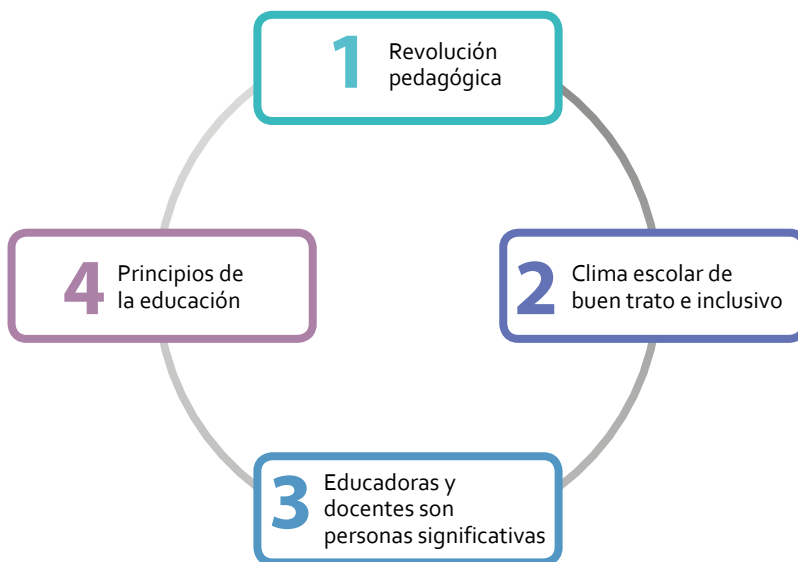 1 Revolución
pedagógica
2 Clima escolar de
buen trato e inclusivo
3 Educadoras y
docentes son
personas significativas
4 Principios de
la educación